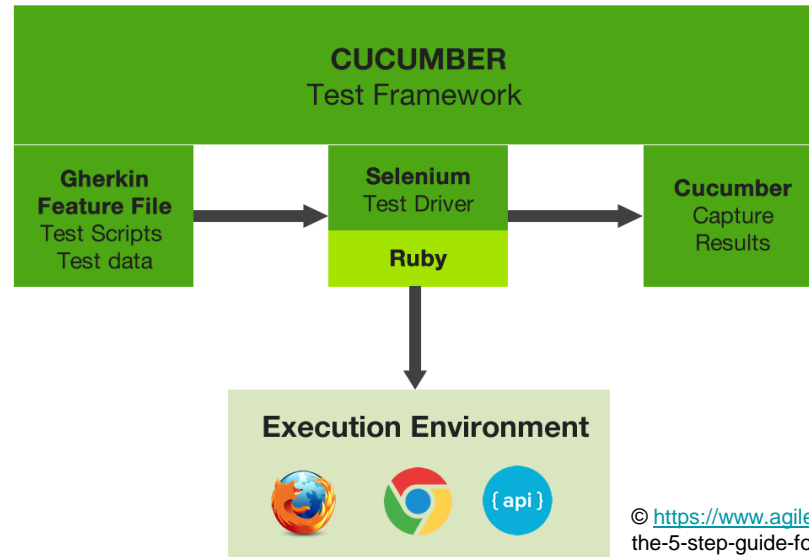 CUCUMBER
Test Framework
Gherkin
Feature File
Test Scripts
Test data
Selenium
Test Driver
Ruby
Cucumber
Capture
Results
Execution Environment
{ api }
© https://www.agile
the-5-step-guide-fo